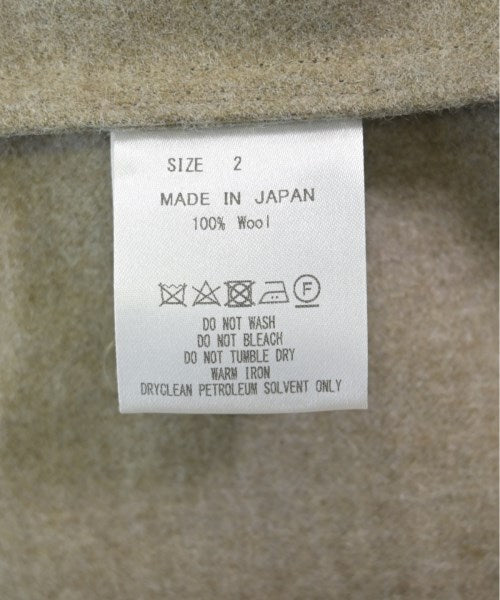 SIZE 2
MADE IN JAPAN
100% Wool
F
DO NOT WASH
DO NOT BLEACH
DO NOT TUMBLE DRY
WARM IRON
DRYCLEAN PETROLEUM SOLVENT ONLY